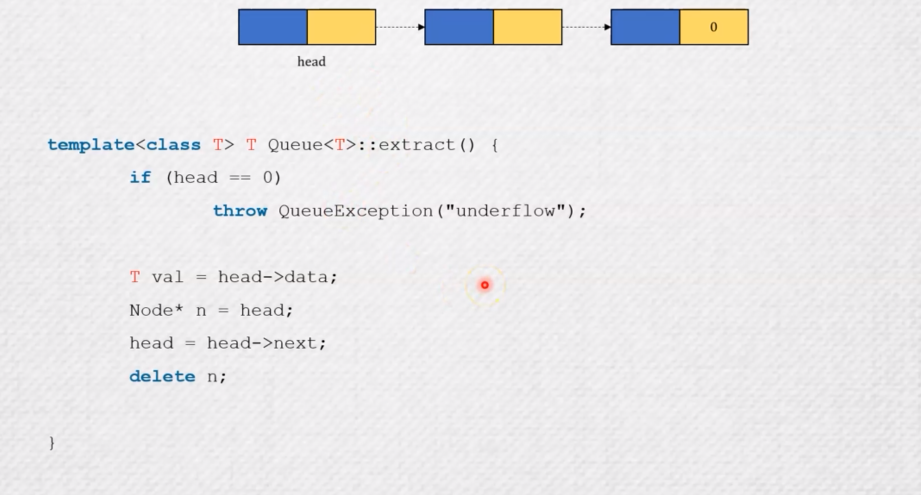 0
head
template<class T> T Queue<T>::extract() {
if (head == 0)
throw QueueException("underflow");
T val = head->data;
Node* n = head;
head = head->next;
delete n;
}